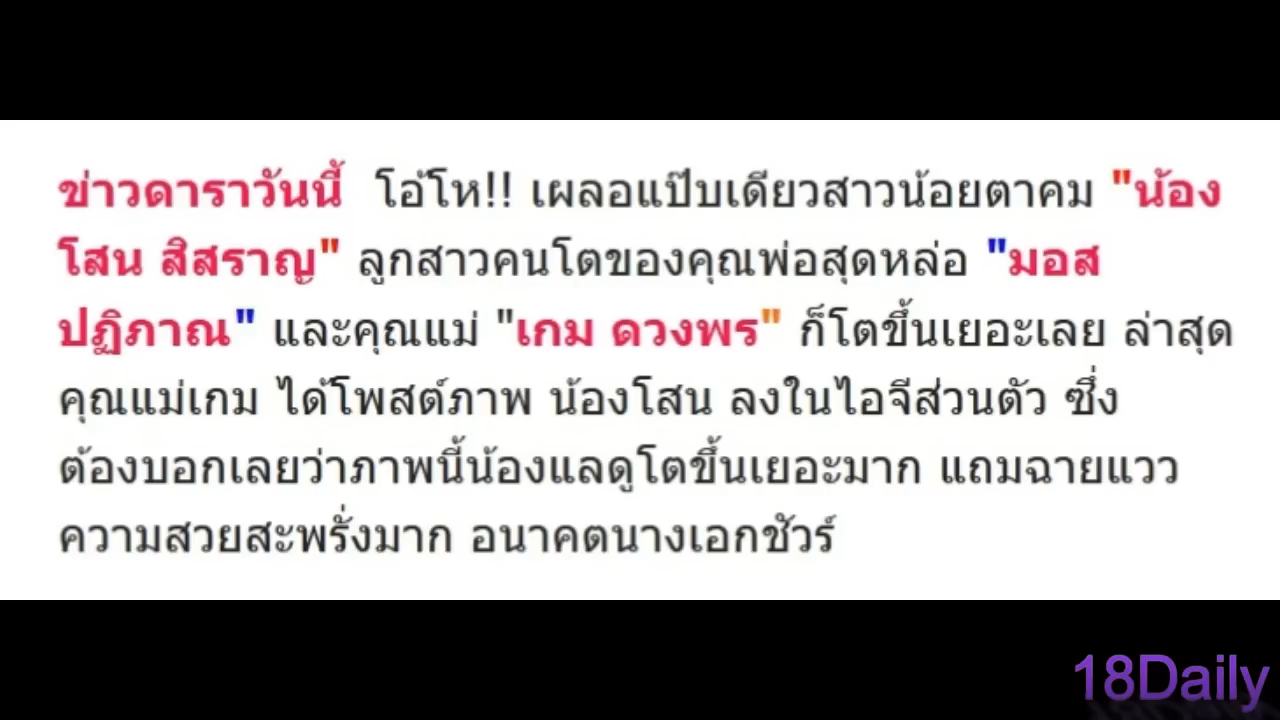 ข่าวดาราวันนี้ โอ้โห!! เผลอแป๊บเดียวสาวน้อยตาคม "น้อง
โสน สิสราญ" ลูกสาวคนโตของคุณพ่อสุดหล่อ "มอส
ปฏิภาณ" และคุณแม่ "เกม ดวงพร" ก็โตขึ้นเยอะเลย ล่าสุด
คุณแม่เกม ได้โพสต์ภาพ น้องโสน ลงในไอจีส่วนตัว ซึ่ง
ต้องบอกเลยว่าภาพนี้น้องแลดูโตขึ้นเยอะมาก แถมฉายแวว
ความสวยสะพรั่งมาก อนาคตนางเอกชัวร์
18Daily